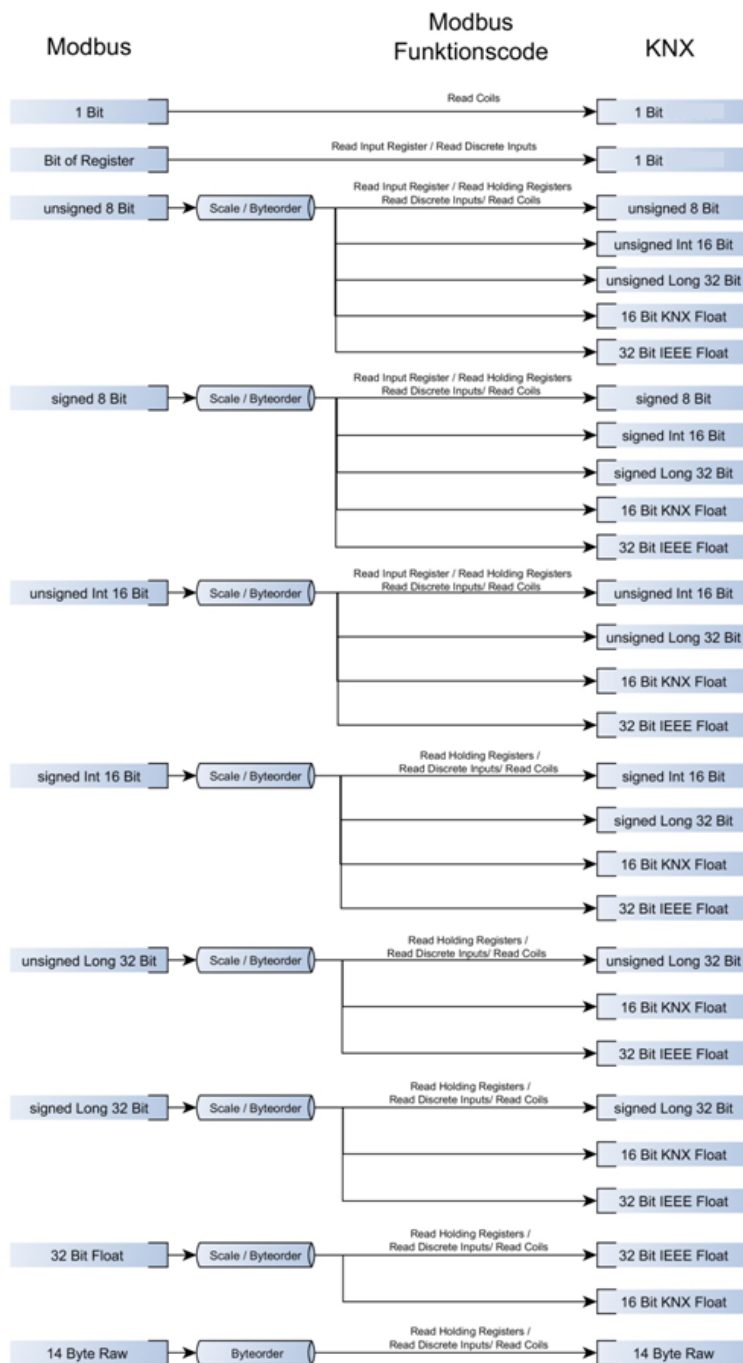 Modbus
Modbus
Funktionscode
KNX
1 Bit
Read Coils
1 Bit
Bit of Register
Read Input Register / Read Discrete Inputs
1 Bit
unsigned 8 Bit
Scale / Byteorder
Read Input Register / Read Holding Registers
Read Discrete Inputs/ Read Coils
unsigned 8 Bit
unsigned Int 16 Bit
unsigned Long 32 Bit
16 Bit KNX Float
32 Bit IEEE Float
signed 8 Bit
Scale / Byteorder
Read Input Register / Read Holding Registers
Read Discrete Inputs/ Read Coils
signed 8 Bit
signed Int 16 Bit
signed Long 32 Bit
16 Bit KNX Float
32 Bit IEEE Float
unsigned Int 16 Bit
Scale / Byteorder
Read Input Register / Read Holding Registers
Read Discrete Inputs/ Read Coils
unsigned Int 16 Bit
unsigned Long 32 Bit
16 Bit KNX Float
32 Bit IEEE Float
signed Int 16 Bit
Scale / Byteorder
Read Holding Registers /
Read Discrete Inputs/ Read Coils
signed Int 16 Bit
signed Long 32 Bit
16 Bit KNX Float
32 Bit IEEE Float
unsigned Long 32 Bit
Scale / Byteorder
Read Holding Registers /
Read Discrete Inputs/ Read Coils
unsigned Long 32 Bit
16 Bit KNX Float
32 Bit IEEE Float
signed Long 32 Bit
Scale / Byteorder
Read Holding Registers /
Read Discrete Inputs/ Read Coils
signed Long 32 Bit
16 Bit KNX Float
32 Bit IEEE Float
32 Bit Float
Scale / Byteorder
Read Holding Registers /
Read Discrete Inputs/ Read Coils
32 Bit IEEE Float
16 Bit KNX Float
14 Byte Raw
Byteorder
Read Holding Registers /
Read Discrete Inputs/ Read Coils
14 Byte Raw